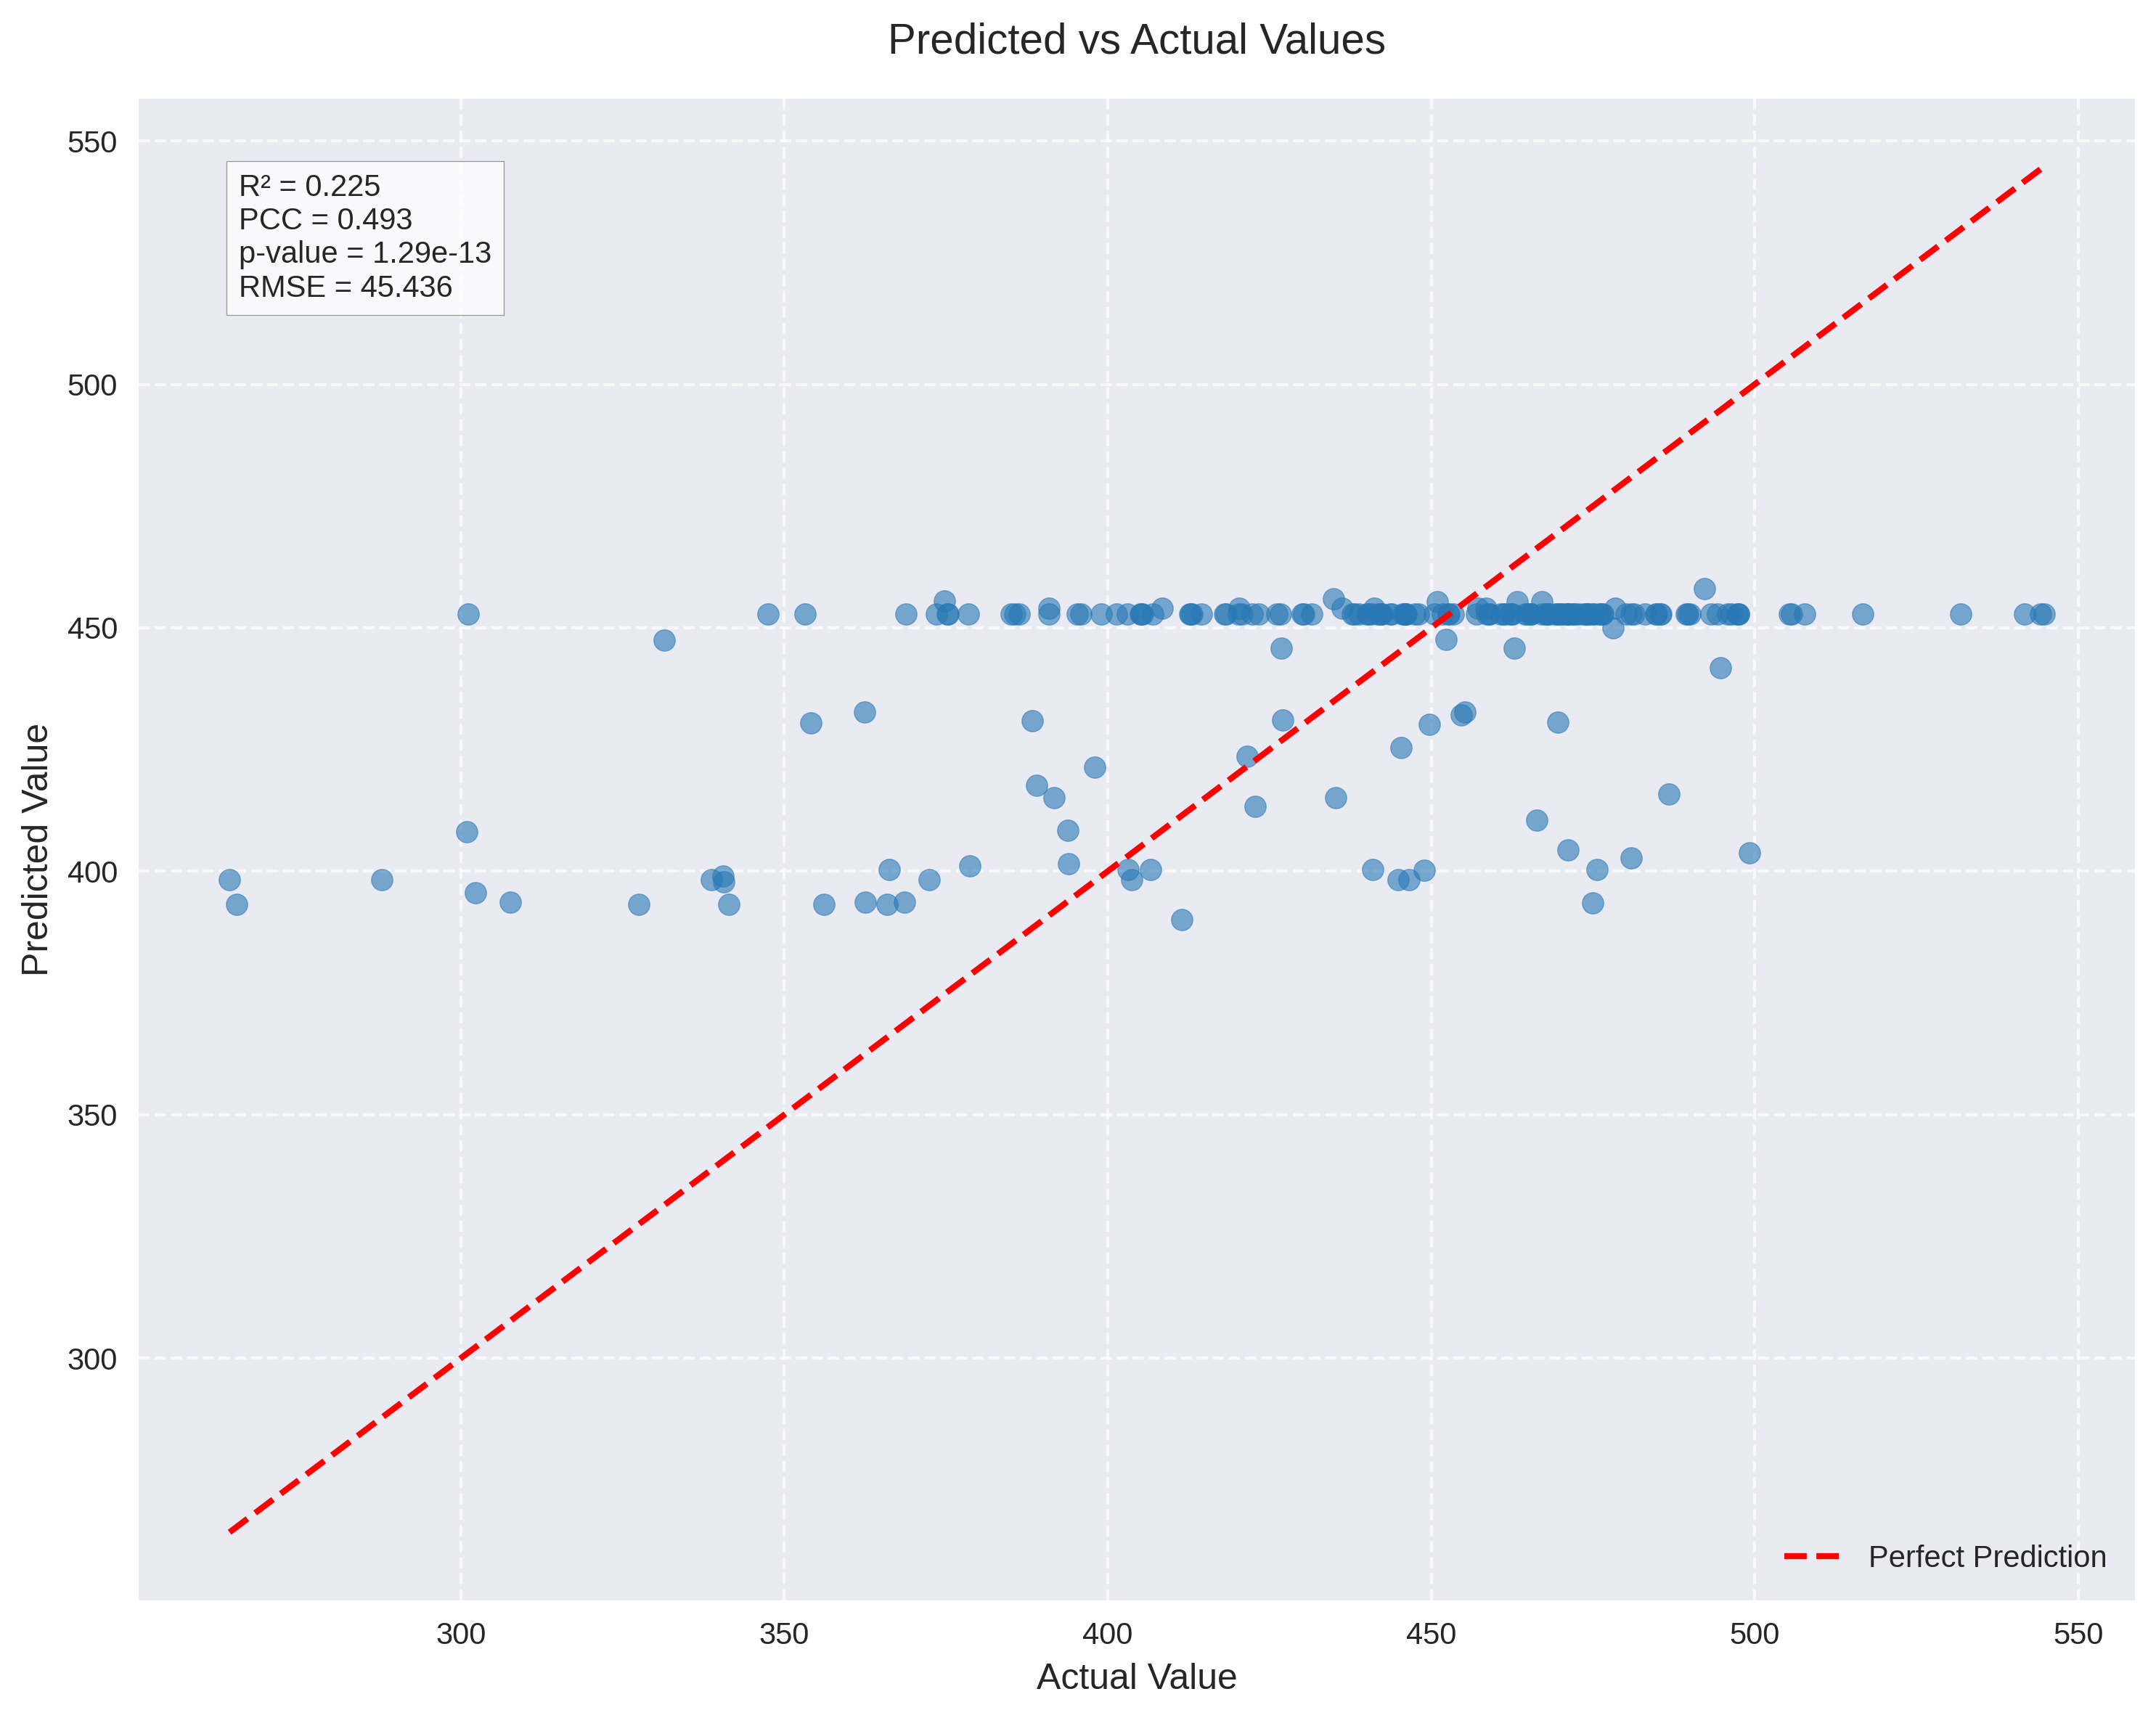 Predicted vs Actual Values
550
R² = 0.225
PCC = 0.493
p-value = 1.29e-13
RMSE = 45.436
500
450
400
350
300
Predicted Value
Perfect Prediction
300
350
400
450
500
550
Actual Value